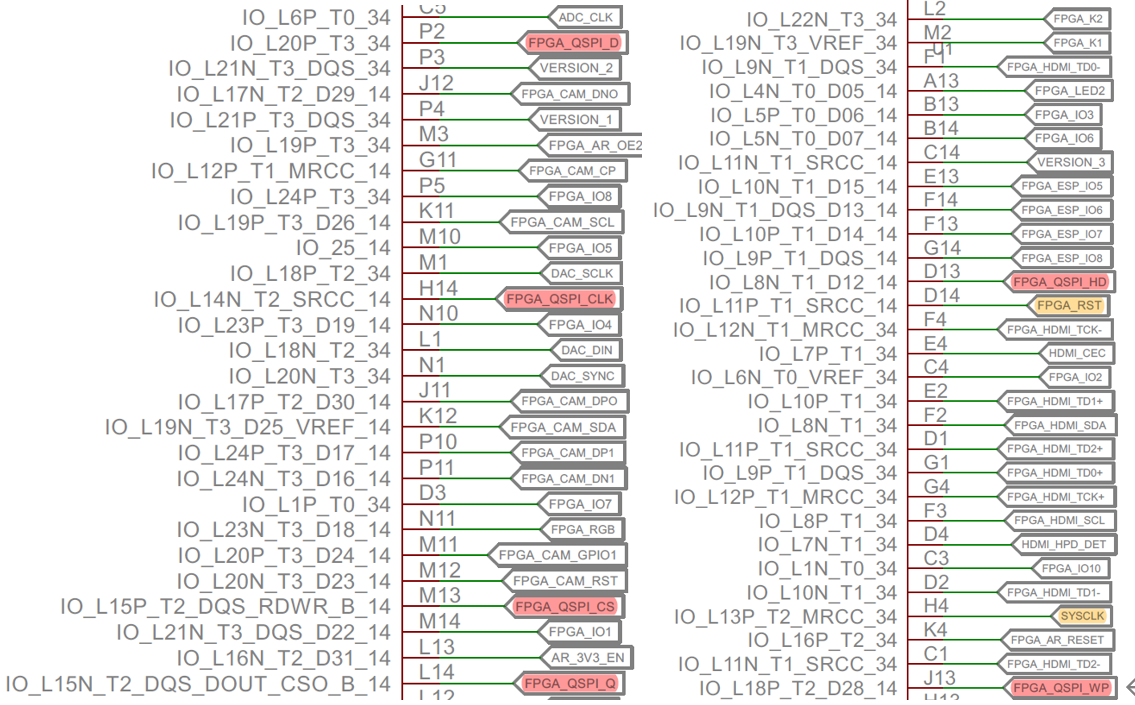 IO_L6P_T0_34 C5 ADC_CLK
IO_L20P_T3_34 P2 FPGA_QSPI_D
IO_L21N_T3_DQS_34 P3 VERSION_2
IO_L17N_T2_D29_14 J12 FPGA_CAM_DNO
IO_L21P_T3_DQS_34 P4 VERSION_1
IO_L19P_T3_34 M3 FPGA_AR_OE2
IO_L12P_T1_MRCC_14 G11 FPGA_CAM_CP
IO_L24P_T3_34 P5 FPGA_IO8
IO_L19P_T3_D26_14 K11 FPGA_CAM_SCL
IO_25_14 M10 FPGA_IO5
IO_L18P_T2_34 M1 DAC_SCLK
IO_L14N_T2_SRCC_14 H14 FPGA_QSPI_CLK
IO_L23P_T3_D19_14 N10 FPGA_IO4
IO_L18N_T2_34 L1 DAC_DIN
IO_L20N_T3_34 N1 DAC_SYNC
IO_L17P_T2_D30_14 J11 FPGA_CAM_DPO
IO_L19N_T3_D25_VREF_14 K12 FPGA_CAM_SDA
IO_L24P_T3_D17_14 P10 FPGA_CAM_DP1
IO_L24N_T3_D16_14 P11 FPGA_CAM_DN1
IO_L1P_T0_34 D3 FPGA_IO7
IO_L23N_T3_D18_14 N11 FPGA_RGB
IO_L20P_T3_D24_14 M11 FPGA_CAM_GPIO1
IO_L20N_T3_D23_14 M12 FPGA_CAM_RST
IO_L15P_T2_DQS_RDWR_B_14 M13 FPGA_QSPI_CS
IO_L21N_T3_DQS_D22_14 M14 FPGA_IO1
IO_L16N_T2_D31_14 L13 AR_3V3_EN
IO_L15N_T2_DQS_DOUT_CSO_B_14 L14 FPGA_QSPI_Q
L12
IO_L22N_T3_34 L2 FPGA_K2
IO_L19N_T3_VREF_34 M2 FPGA_K1
U1
IO_L9N_T1_DQS_34 F1 FPGA_HDMI_TD0-
IO_L4N_T0_D05_14 A13 FPGA_LED2
IO_L5P_T0_D06_14 B13 FPGA_IO3
IO_L5N_T0_D07_14 B14 FPGA_IO6
IO_L11N_T1_SRCC_14 C14 VERSION_3
IO_L10N_T1_D15_14 E13 FPGA_ESP_IO5
IO_L9N_T1_DQS_D13_14 F14 FPGA_ESP_IO6
IO_L10P_T1_D14_14 F13 FPGA_ESP_IO7
IO_L9P_T1_DQS_14 G14 FPGA_ESP_IO8
IO_L8N_T1_D12_14 D13 FPGA_QSPI_HD
IO_L11P_T1_SRCC_14 D14 FPGA_RST
IO_L12N_T1_MRCC_34 F4 FPGA_HDMI_TCK-
IO_L7P_T1_34 E4 HDMI_CEC
IO_L6N_T0_VREF_34 C4 FPGA_IO2
IO_L10P_T1_34 E2 FPGA_HDMI_TD1+
IO_L8N_T1_34 F2 FPGA_HDMI_SDA
IO_L11P_T1_SRCC_34 D1 FPGA_HDMI_TD2+
IO_L9P_T1_DQS_34 G1 FPGA_HDMI_TD0+
IO_L12P_T1_MRCC_34 G4 FPGA_HDMI_TCK+
IO_L8P_T1_34 F3 FPGA_HDMI_SCL
IO_L7N_T1_34 D4 HDMI_HPD_DET
IO_L1N_T0_34 C3 FPGA_IO10
IO_L10N_T1_34 D2 FPGA_HDMI_TD1-
IO_L13P_T2_MRCC_34 H4 SYSCLK
IO_L16P_T2_34 K4 FPGA_AR_RESET
IO_L11N_T1_SRCC_34 C1 FPGA_HDMI_TD2-
IO_L18P_T2_D28_14 J13 FPGA_QSPI_WP